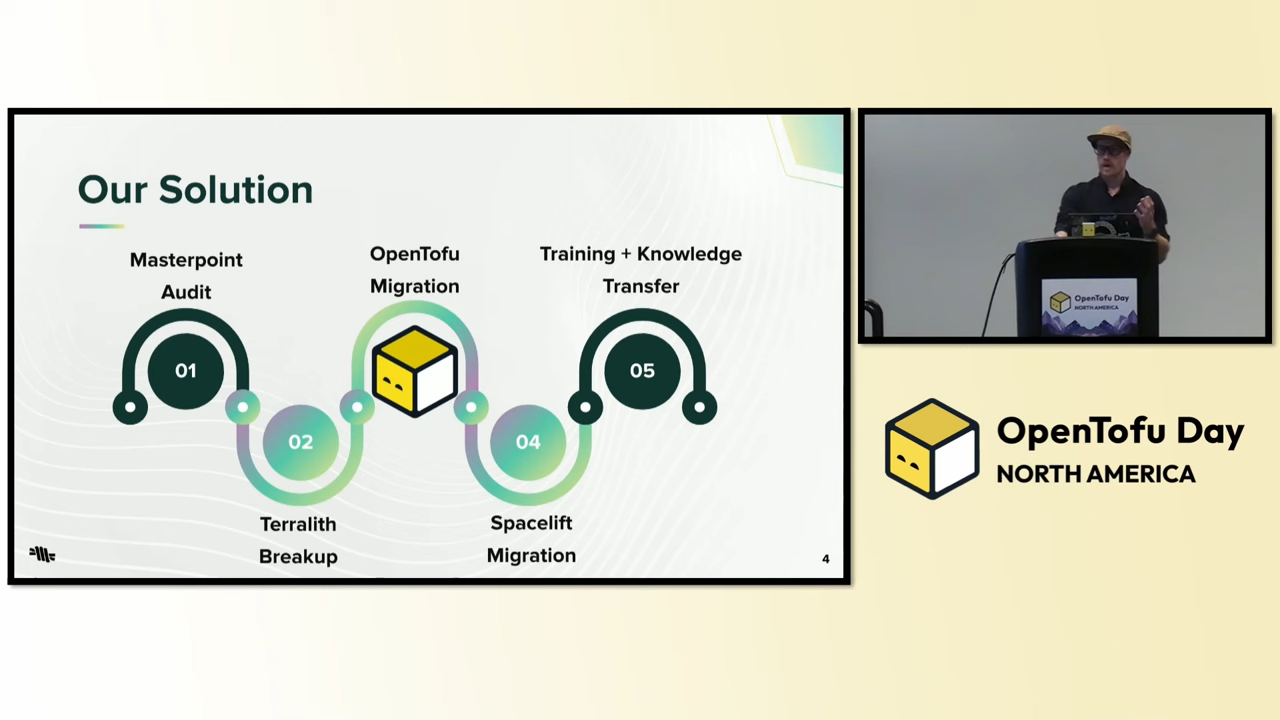 Our Solution
Masterpoint
Audit
OpenTofu
Migration
Training + Knowledge
Transfer
01
02
04
05
Terralith
Breakup
Spacelift
Migration
4
OpenTofu Day
NORTH AMERICA
OpenTofu Day
NORTH AMERICA